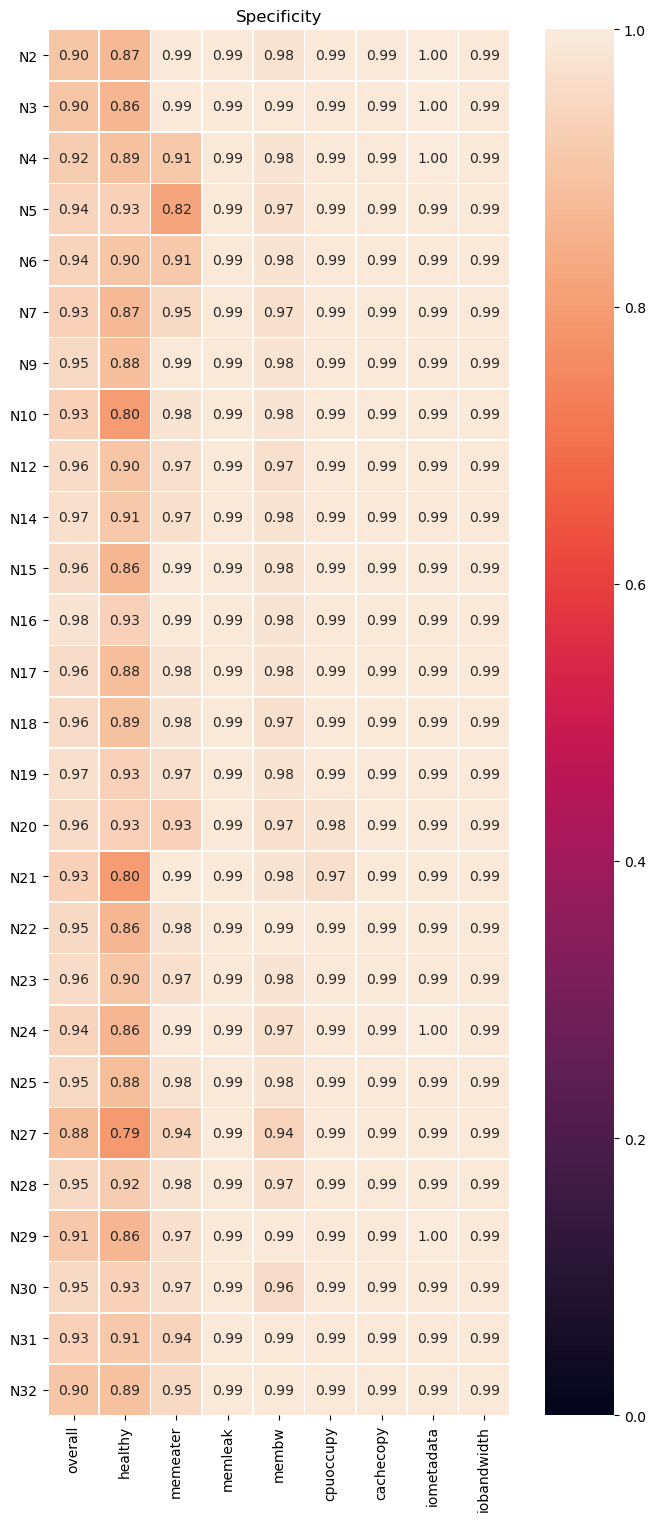 Specificity
N2 0.90 0.87 0.99 0.99 0.98 0.99 0.99 1.00 0.99
N3 0.90 0.86 0.99 0.99 0.99 0.99 0.99 1.00 0.99
N4 0.92 0.89 0.91 0.99 0.98 0.99 0.99 1.00 0.99
N5 0.94 0.93 0.82 0.99 0.97 0.99 0.99 0.99 0.99
N6 0.94 0.90 0.91 0.99 0.98 0.99 0.99 0.99 0.99
N7 0.93 0.87 0.95 0.99 0.97 0.99 0.99 0.99 0.99
N9 0.95 0.88 0.99 0.99 0.98 0.99 0.99 0.99 0.99
N10 0.93 0.80 0.98 0.99 0.98 0.99 0.99 0.99 0.99
N12 0.96 0.90 0.97 0.99 0.97 0.99 0.99 0.99 0.99
N14 0.97 0.91 0.97 0.99 0.98 0.99 0.99 0.99 0.99
N15 0.96 0.86 0.99 0.99 0.98 0.99 0.99 0.99 0.99
N16 0.98 0.93 0.99 0.99 0.98 0.99 0.99 0.99 0.99
N17 0.96 0.88 0.98 0.99 0.98 0.99 0.99 0.99 0.99
N18 0.96 0.89 0.98 0.99 0.97 0.99 0.99 0.99 0.99
N19 0.97 0.93 0.97 0.99 0.98 0.99 0.99 0.99 0.99
N20 0.96 0.93 0.93 0.99 0.97 0.98 0.99 0.99 0.99
N21 0.93 0.80 0.99 0.99 0.98 0.97 0.99 0.99 0.99
N22 0.95 0.86 0.98 0.99 0.99 0.99 0.99 0.99 0.99
N23 0.96 0.90 0.97 0.99 0.98 0.99 0.99 0.99 0.99
N24 0.94 0.86 0.99 0.99 0.97 0.99 0.99 1.00 0.99
N25 0.95 0.88 0.98 0.99 0.98 0.99 0.99 0.99 0.99
N27 0.88 0.79 0.94 0.99 0.94 0.99 0.99 0.99 0.99
N28 0.95 0.92 0.98 0.99 0.97 0.99 0.99 0.99 0.99
N29 0.91 0.86 0.97 0.99 0.99 0.99 0.99 1.00 0.99
N30 0.95 0.93 0.97 0.99 0.96 0.99 0.99 0.99 0.99
N31 0.93 0.91 0.94 0.99 0.99 0.99 0.99 0.99 0.99
N32 0.90 0.89 0.95 0.99 0.99 0.99 0.99 0.99 0.99
overall healthy memeater memleak membw cpuoccupy cachecopy iometadata iobandwidth
1.0
0.8
0.6
0.4
0.2
0.0